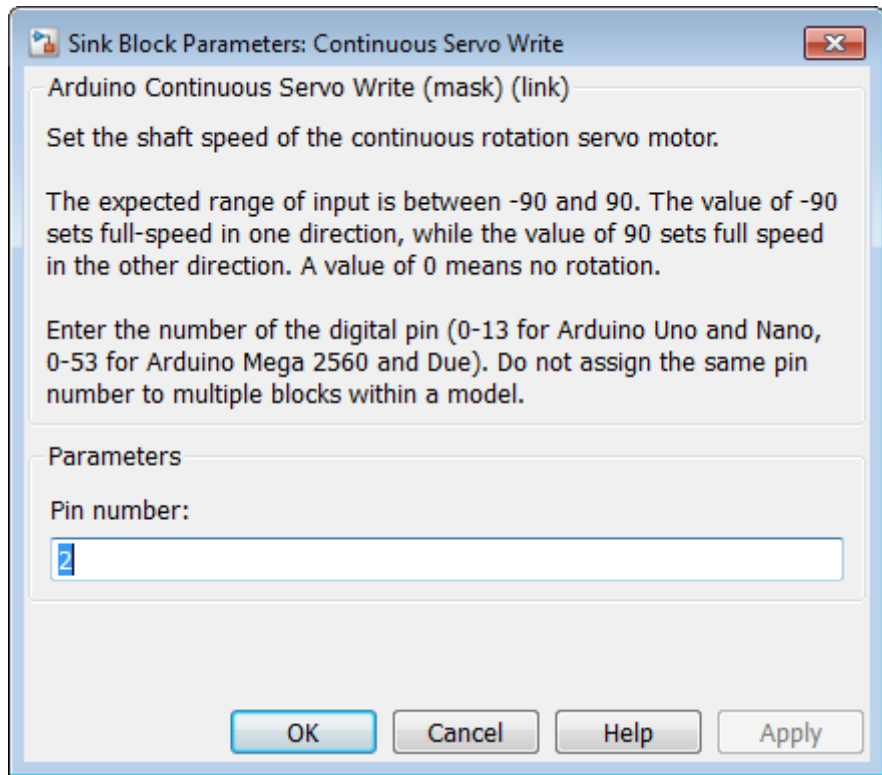 Sink Block Parameters: Continuous Servo Write
Arduino Continuous Servo Write (mask) (link)
Set the shaft speed of the continuous rotation servo motor.
The expected range of input is between -90 and 90. The value of -90
sets full-speed in one direction, while the value of 90 sets full speed
in the other direction. A value of 0 means no rotation.
Enter the number of the digital pin (0-13 for Arduino Uno and Nano,
0-53 for Arduino Mega 2560 and Due). Do not assign the same pin
number to multiple blocks within a model.
Parameters
Pin number:
2
OK Cancel Help Apply